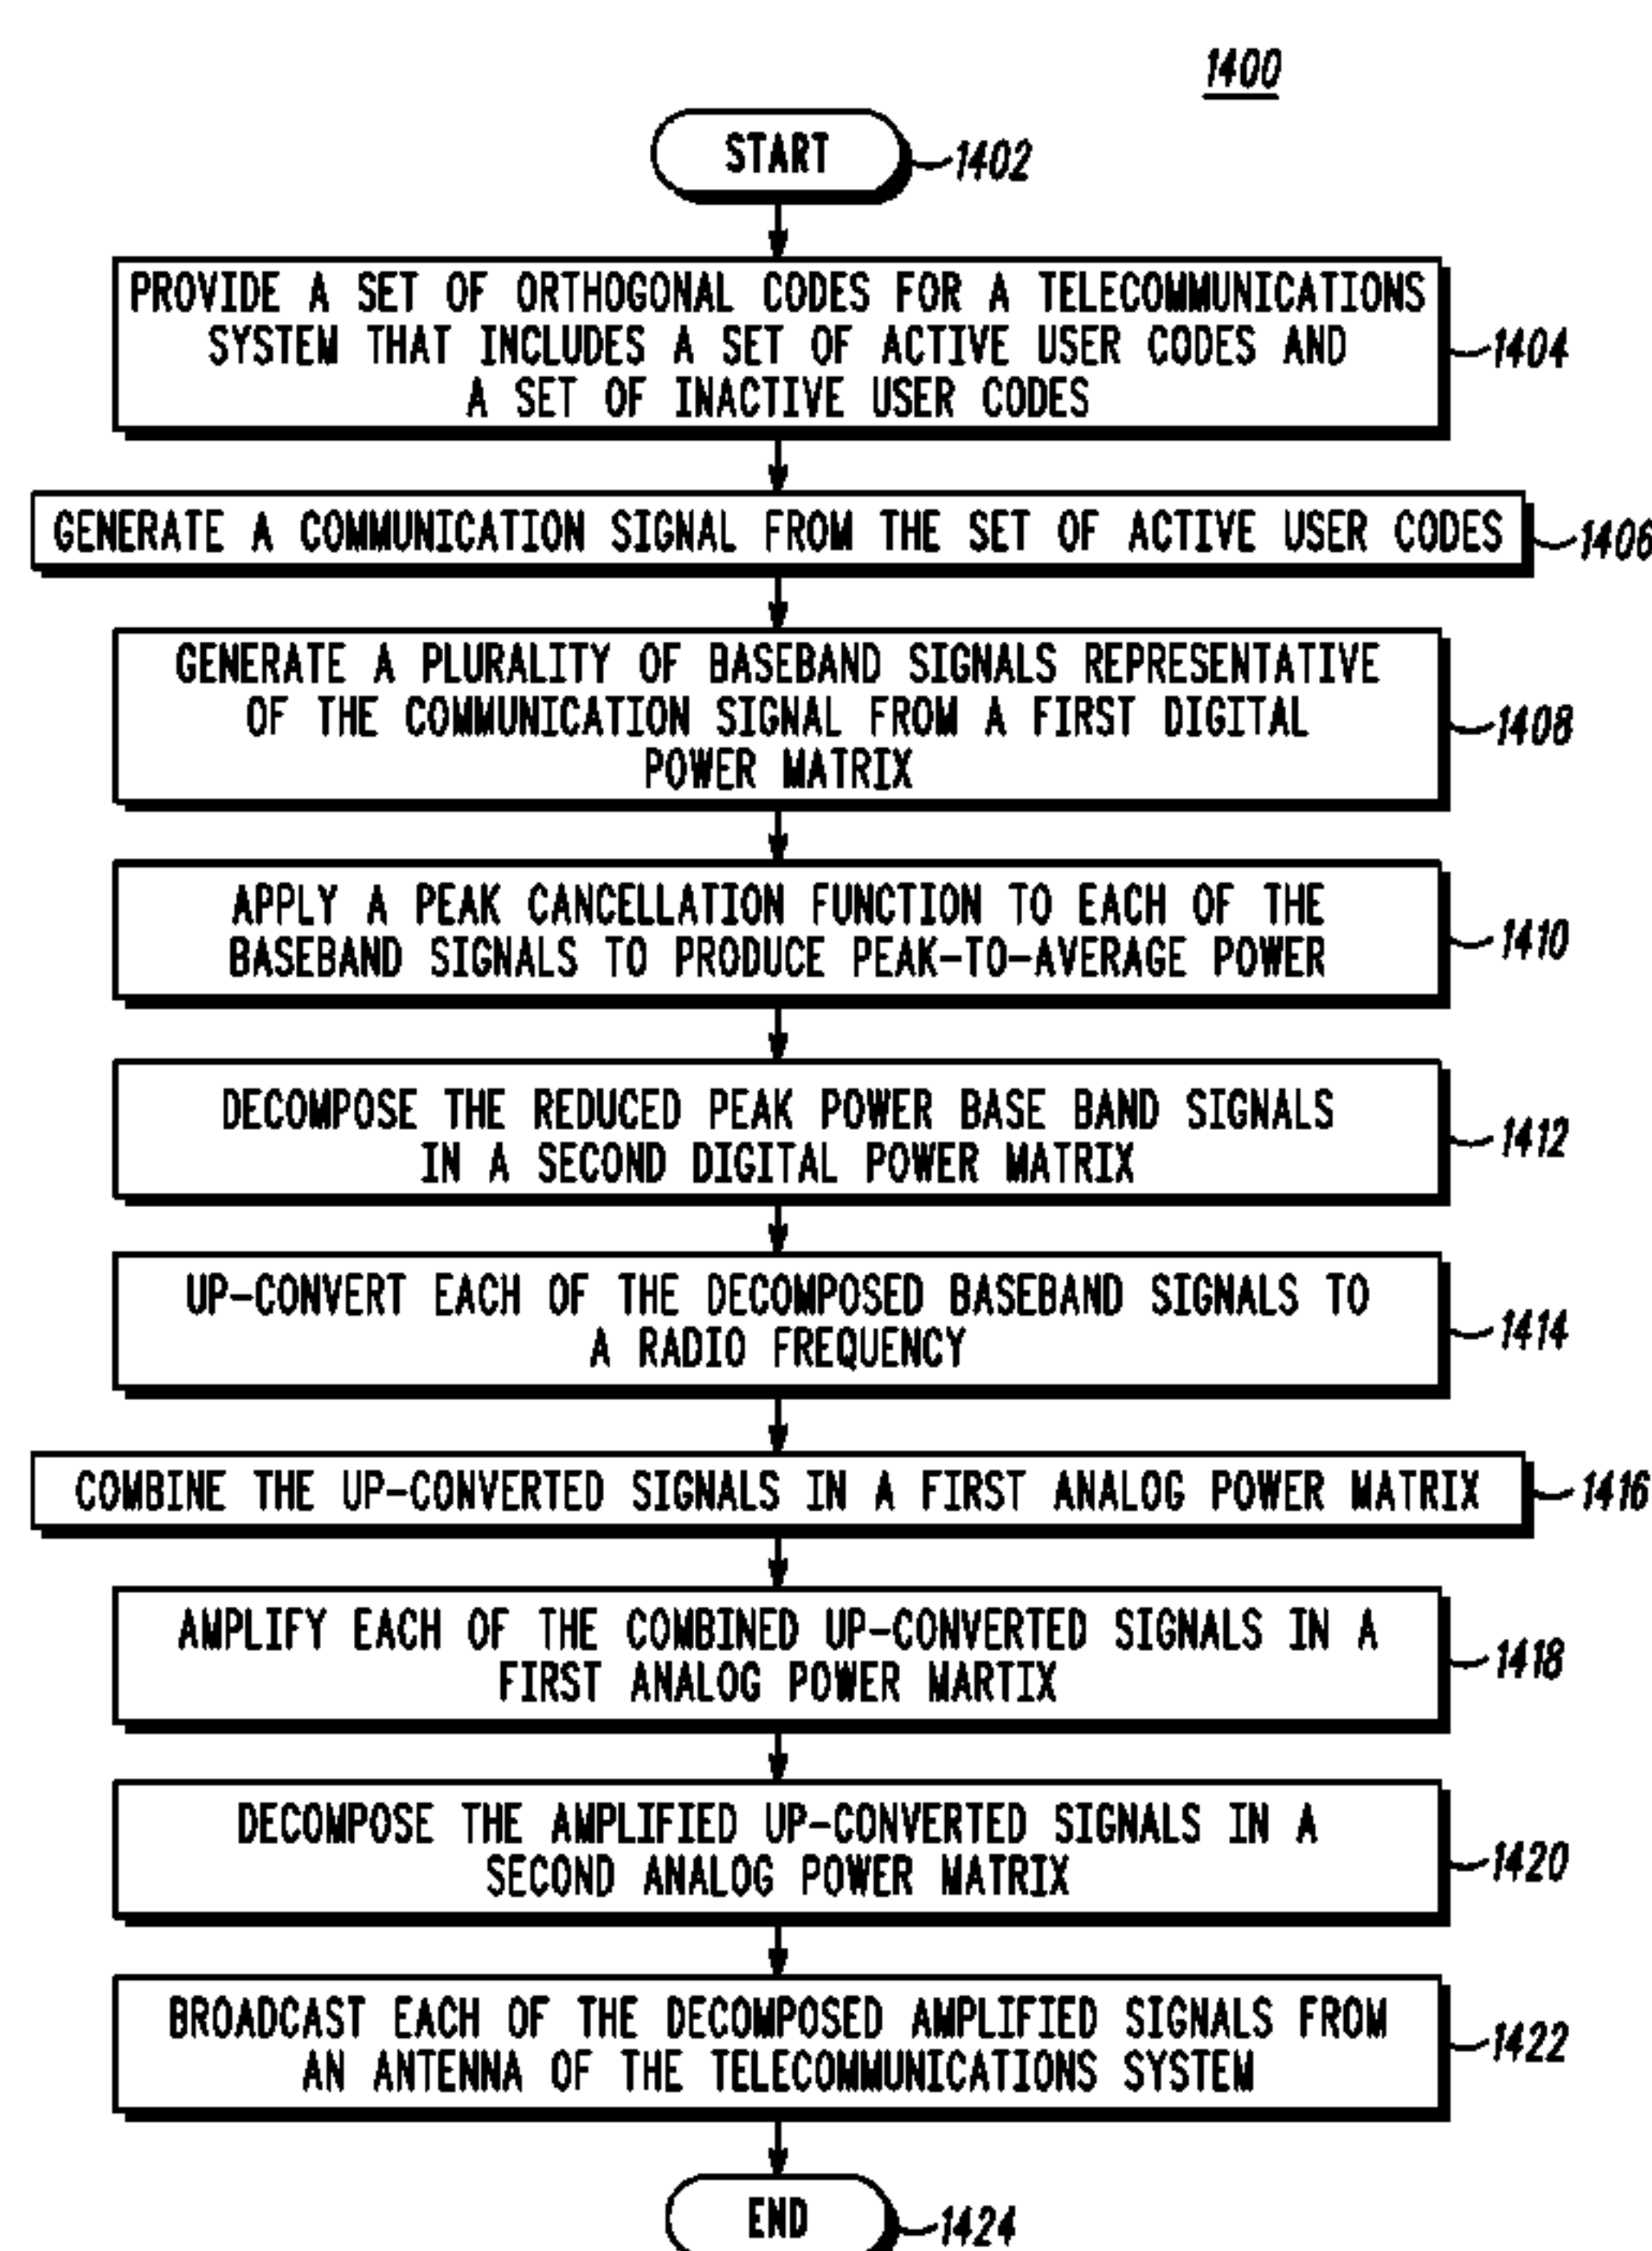 1400
START
1402
PROVIDE A SET OF ORTHOGONAL CODES FOR A TELECOMMUNICATIONS
SYSTEM THAT INCLUDES A SET OF ACTIVE USER CODES AND
A SET OF INACTIVE USER CODES
1404
GENERATE A COMMUNICATION SIGNAL FROM THE SET OF ACTIVE USER CODES
1406
GENERATE A PLURALITY OF BASEBAND SIGNALS REPRESENTATIVE
OF THE COMMUNICATION SIGNAL FROM A FIRST DIGITAL
POWER MATRIX
1408
APPLY A PEAK CANCELLATION FUNCTION TO EACH OF THE
BASEBAND SIGNALS TO PRODUCE PEAK-TO-AVERAGE POWER
1410
DECOMPOSE THE REDUCED PEAK POWER BASE BAND SIGNALS
IN A SECOND DIGITAL POWER MATRIX
1412
UP-CONVERT EACH OF THE DECOMPOSED BASEBAND SIGNALS TO
A RADIO FREQUENCY
1414
COMBINE THE UP-CONVERTED SIGNALS IN A FIRST ANALOG POWER MATRIX
1416
AMPLIFY EACH OF THE COMBINED UP-CONVERTED SIGNALS IN A
FIRST ANALOG POWER MARTIX
1418
DECOMPOSE THE AMPLIFIED UP-CONVERTED SIGNALS IN A
SECOND ANALOG POWER MATRIX
1420
BROADCAST EACH OF THE DECOMPOSED AMPLIFIED SIGNALS FROM
AN ANTENNA OF THE TELECOMMUNICATIONS SYSTEM
1422
END
1424